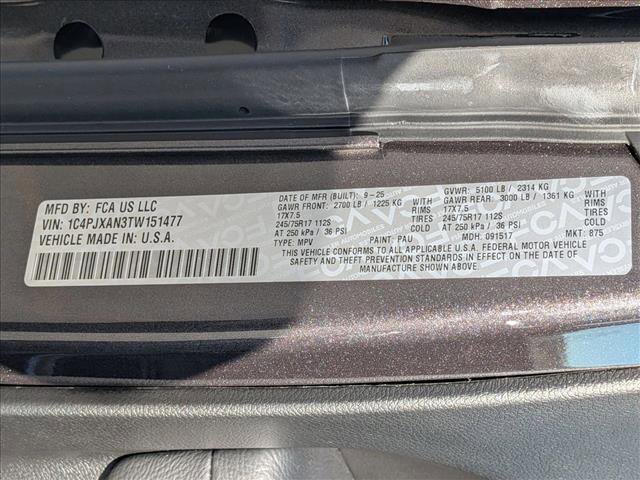 MFD BY: FCA US LLC
VIN: 1C4PJXAN3TW151477
VEHICLE MADE IN U.S.A.
DATE OF MFR (BUILT): 9-25 GVWR: 5100 LB / 2314 KG
GAWR FRONT: 2700 LB / 1225 KG WITH GAWR REAR: 3000 LB / 1361 KG WITH
17X7.5 RIMS 17X7.5 RIMS
245/75R17 112S TIRES 245/75R17 112S TIRES
AT 250 kPa / 36 PSI COLD AT 250 kPa / 36 PSI COLD
TYPE: MPV PAINT: PAU MDH: 091517 MKT: 875
THIS VEHICLE CONFORMS TO ALL APPLICABLE U.S.A. FEDERAL MOTOR VEHICLE
SAFETY AND THEFT PREVENTION STANDARDS IN EFFECT ON THE DATE OF
MANUFACTURE SHOWN ABOVE.